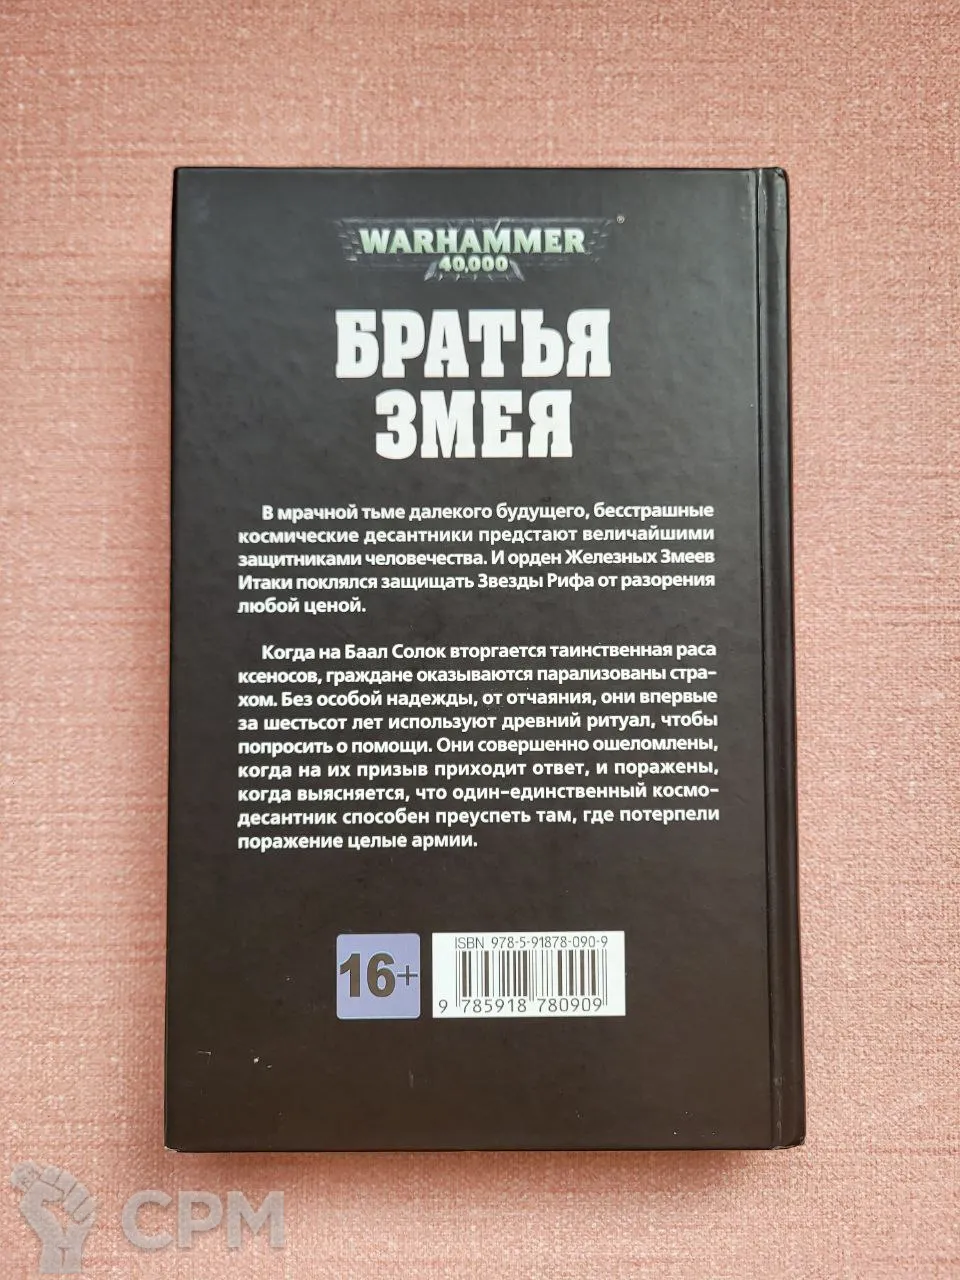 WARHAMMER®
40,000
БРАТЬЯ
ЗМЕЯ
В мрачной тьме далекого будущего, бесстрашные
космические десантники предстают величайшими
защитниками человечества. И орден Железных Змеев
Итаки поклялся защищать Звезды Рифа от разорения
любой ценой.
Когда на Баал Солок вторгается таинственная раса
ксеносов, граждане оказываются парализованы стра-
хом. Без особой надежды, от отчаяния, они впервые
за шестьсот лет используют древний ритуал, чтобы
попросить о помощи. Они совершенно ошеломлены,
когда на их призыв приходит ответ, и поражены,
когда выясняется, что один-единственный космо-
десантник способен преуспеть там, где потерпели
поражение целые армии.
16+
ISBN 978-5-91878-090-9
9 785918 780909
СРМ